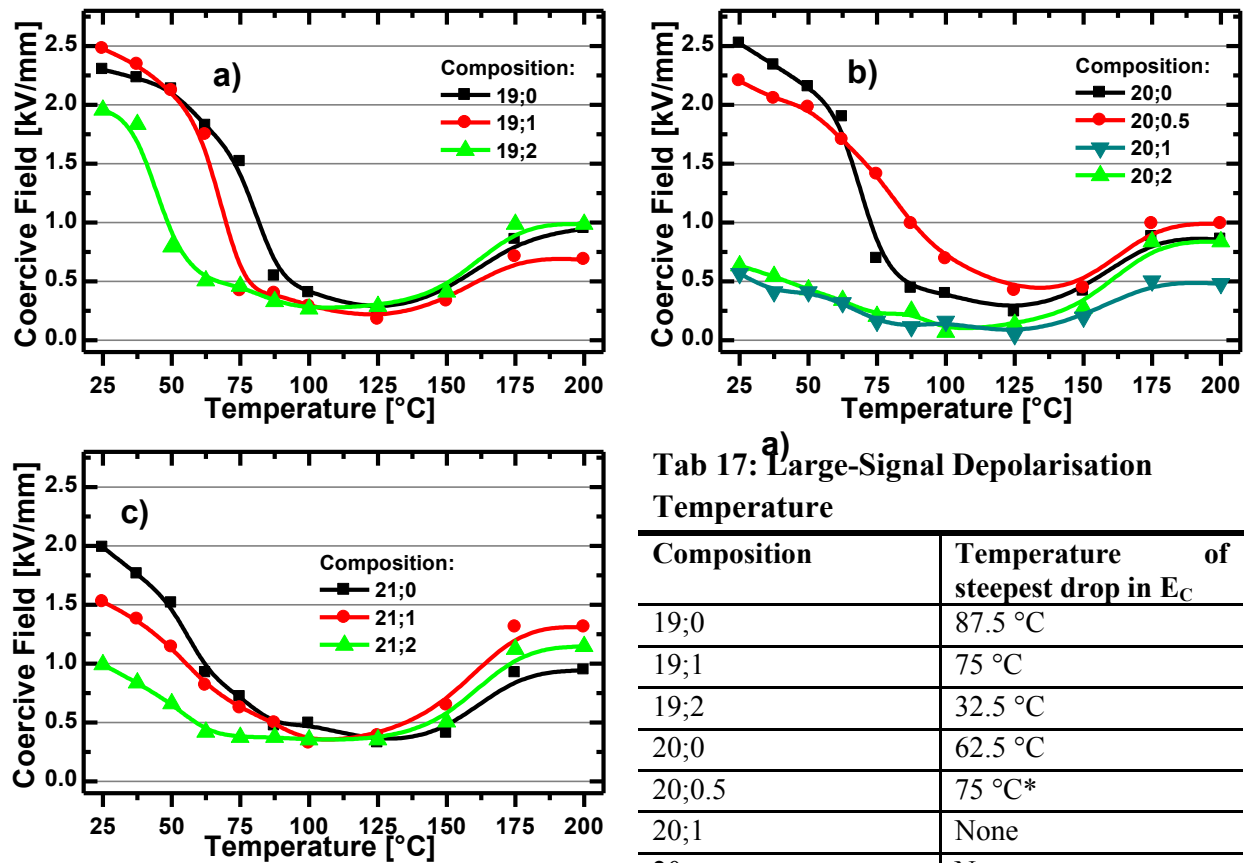 a)
Composition:
19;0
19;1
19;2
Coercive Field [kV/mm]
2.5
2.0
1.5
1.0
0.5
0.0
25 50 75 100 125 150 175 200
Temperature [°C]
b)
Composition:
20;0
20;0.5
20;1
20;2
Coercive Field [kV/mm]
2.5
2.0
1.5
1.0
0.5
0.0
25 50 75 100 125 150 175 200
Temperature [°C]
c)
Composition:
21;0
21;1
21;2
Coercive Field [kV/mm]
2.5
2.0
1.5
1.0
0.5
0.0
25 50 75 100 125 150 175 200
Temperature [°C]
a)
Tab 17: Large-Signal Depolarisation
Temperature
Composition Temperature of
steepest drop in E_C
19;0 87.5 °C
19;1 75 °C
19;2 32.5 °C
20;0 62.5 °C
20;0.5 75 °C*
20;1 None